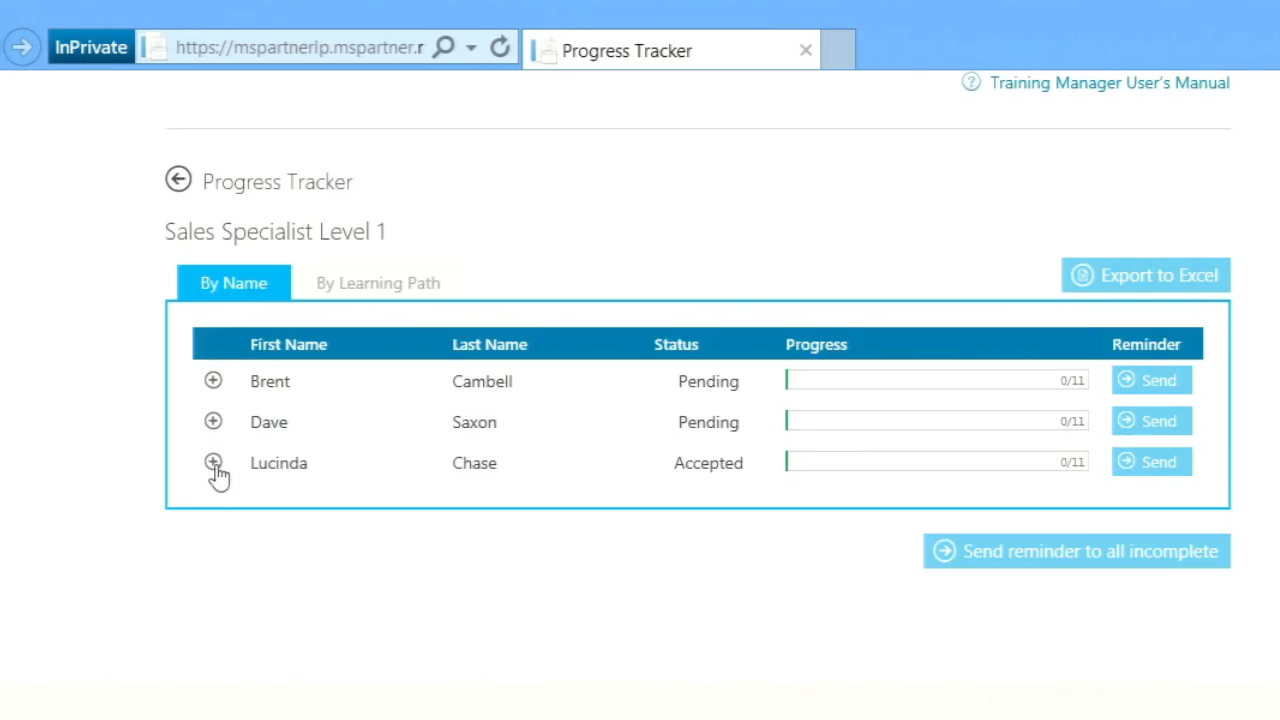 InPrivate https://mspartnerlp.mspartner.r Progress Tracker
Training Manager User's Manual
Progress Tracker
Sales Specialist Level 1
By Name By Learning Path Export to Excel
First Name Last Name Status Progress Reminder
Brent Cambell Pending 0/11 Send
Dave Saxon Pending 0/11 Send
Lucinda Chase Accepted 0/11 Send
Send reminder to all incomplete